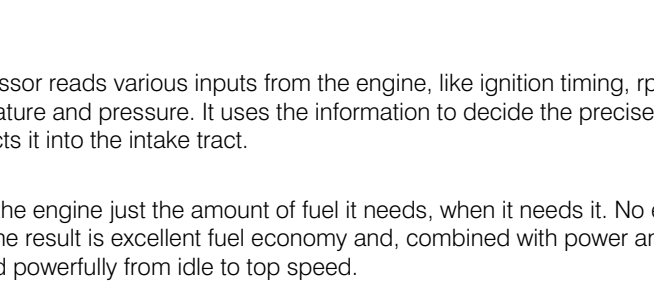 ssor reads various inputs from the engine, like ignition timing, rp
ature and pressure. It uses the information to decide the precise
cts it into the intake tract.
he engine just the amount of fuel it needs, when it needs it. No e
ne result is excellent fuel economy and, combined with power an
d powerfully from idle to top speed.